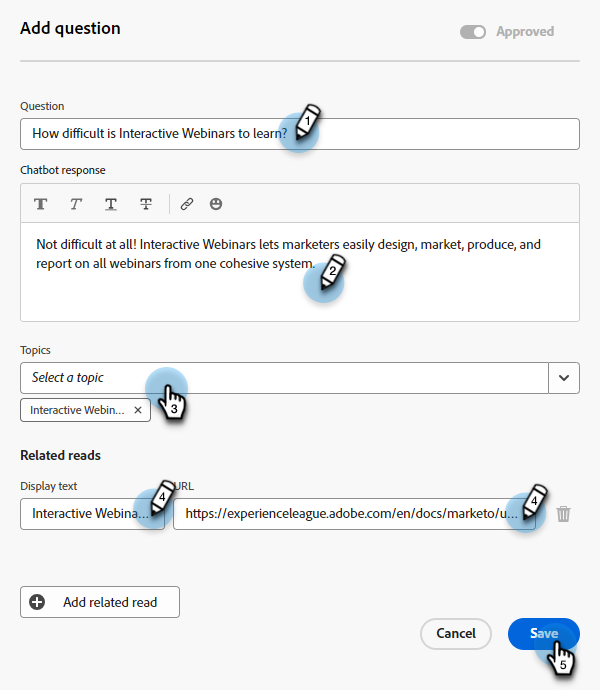 Add question
Approved
Question
How difficult is Interactive Webinars to learn?
1
Chatbot response
T T T T
Not difficult at all! Interactive Webinars lets marketers easily design, market, produce, and
report on all webinars from one cohesive system.
2
Topics
Select a topic
3
Interactive Webin... ×
Related reads
Display text
URL
4
4
Interactive Webina...
https://experienceleague.adobe.com/en/docs/marketo/u...
Add related read
Cancel
Save
5